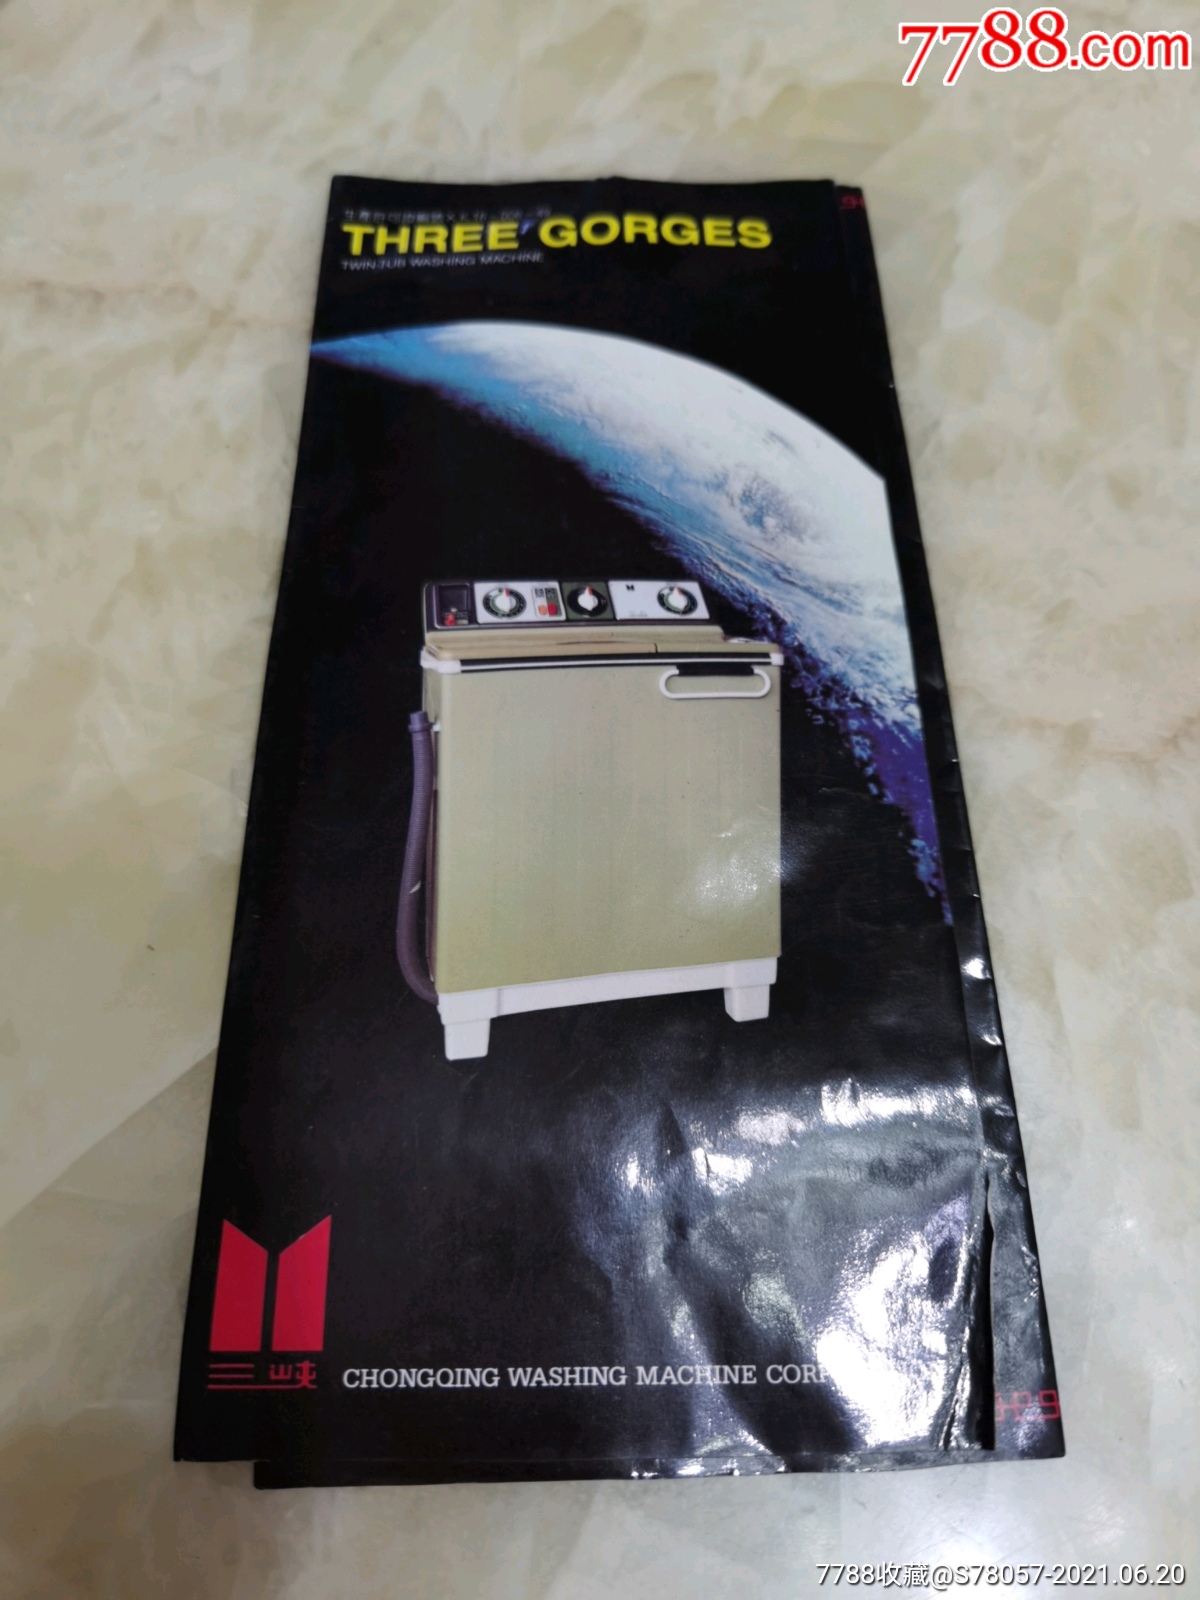 7788.com
THREE GORGES
TWIN-TUB WASHING MACHINE
三峡
CHONGQING WASHING MACHINE
7788收藏@S78057-2021.06.20